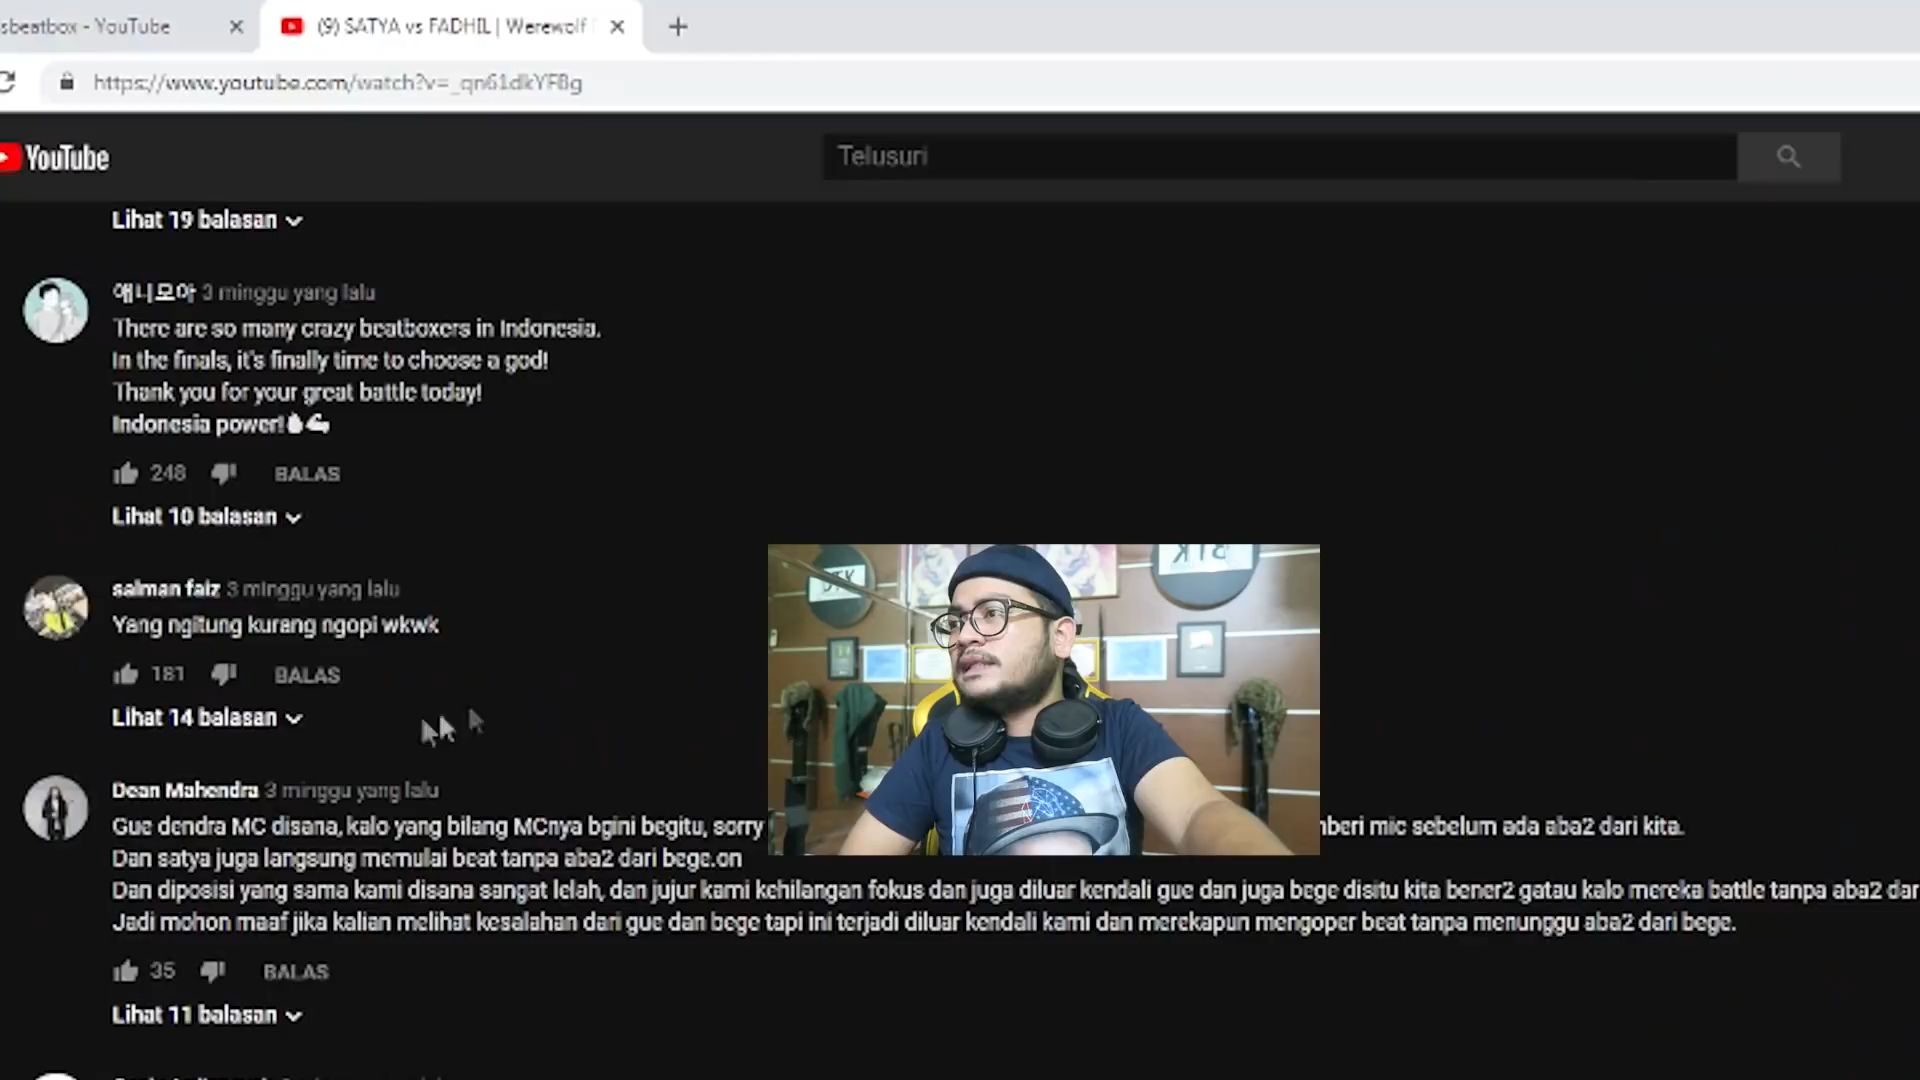 sbeatbox - YouTube
(9) SATYA vs FADHIL | Werewolf
https://www.youtube.com/watch?v=_qn61dkYFBg
YouTube
Telusuri
Lihat 19 balasan
애니모아 3 minggu yang lalu
There are so many crazy beatboxers in Indonesia.
In the finals, it's finally time to choose a god!
Thank you for your great battle today!
Indonesia power!
248 BALAS
Lihat 10 balasan
salman faiz 3 minggu yang lalu
Yang ngitung kurang ngopi wkwk
181 BALAS
Lihat 14 balasan
Dean Mahendra 3 minggu yang lalu
Gue dendra MC disana, kalo yang bilang MCnya bgini begitu, sorry mberi mic sebelum ada aba2 dari kita.
Dan satya juga langsung memulai beat tanpa aba2 dari bege.on
Dan diposisi yang sama kami disana sangat lelah, dan jujur kami kehilangan fokus dan juga diluar kendali gue dan juga bege disitu kita bener2 gatau kalo mereka battle tanpa aba2 dar
Jadi mohon maaf jika kalian melihat kesalahan dari gue dan bege tapi ini terjadi diluar kendali kami dan merekapun mengoper beat tanpa menunggu aba2 dari bege.
35 BALAS
Lihat 11 balasan